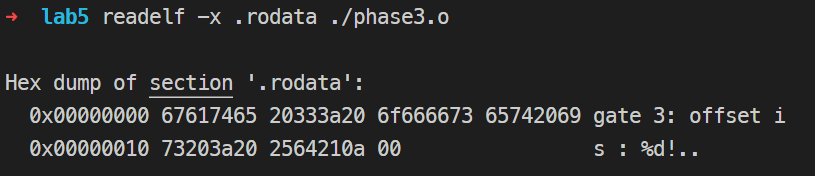 → lab5 readelf -x .rodata ./phase3.o
Hex dump of section '.rodata':
0x00000000 67617465 20333a20 6f666673 65742069 gate 3: offset i
0x00000010 73203a20 2564210a 00 s : %d!..